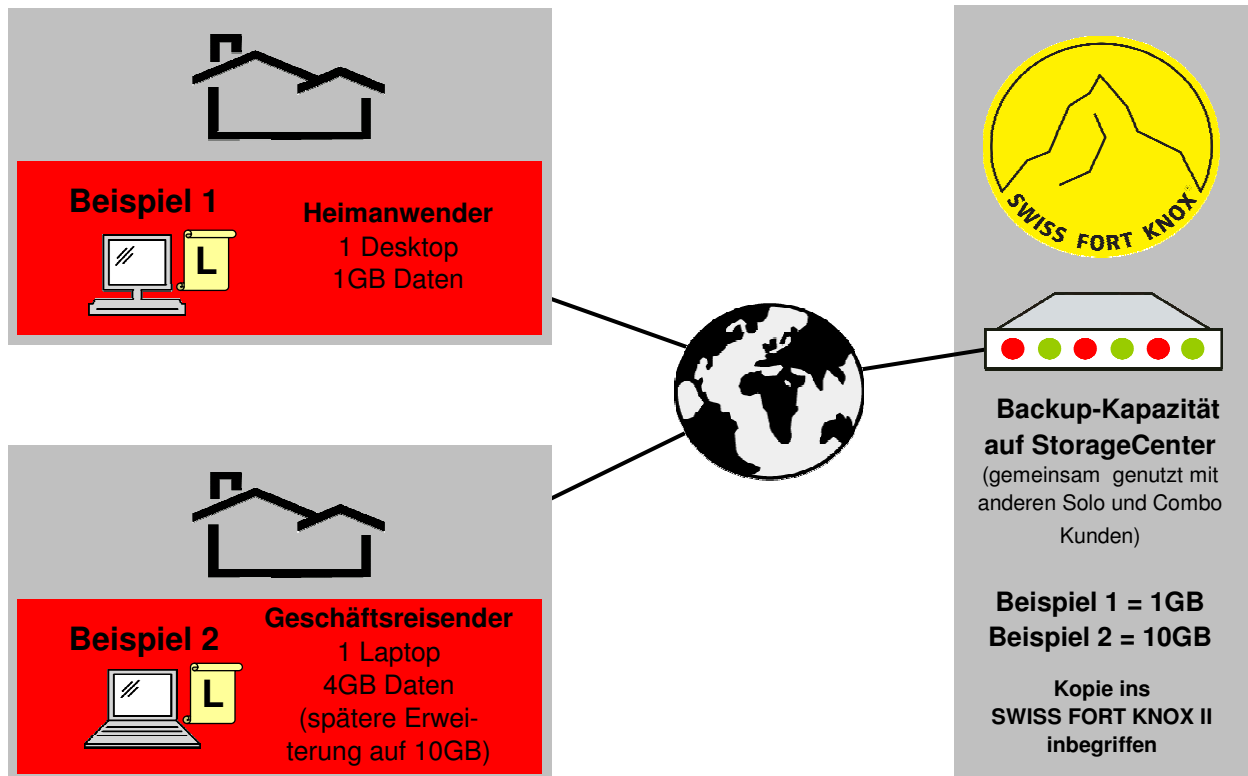 Beispiel 1
L
Heimanwender
1 Desktop
1GB Daten
Beispiel 2
L
Geschäftsreisender
1 Laptop
4GB Daten
(spätere Erwei-
terung auf 10GB)
SWISS FORT KNOX
Backup-Kapazität
auf StorageCenter
(gemeinsam genutzt mit
anderen Solo und Combo
Kunden)
Beispiel 1 = 1GB
Beispiel 2 = 10GB
Kopie ins
SWISS FORT KNOX II
inbegriffen